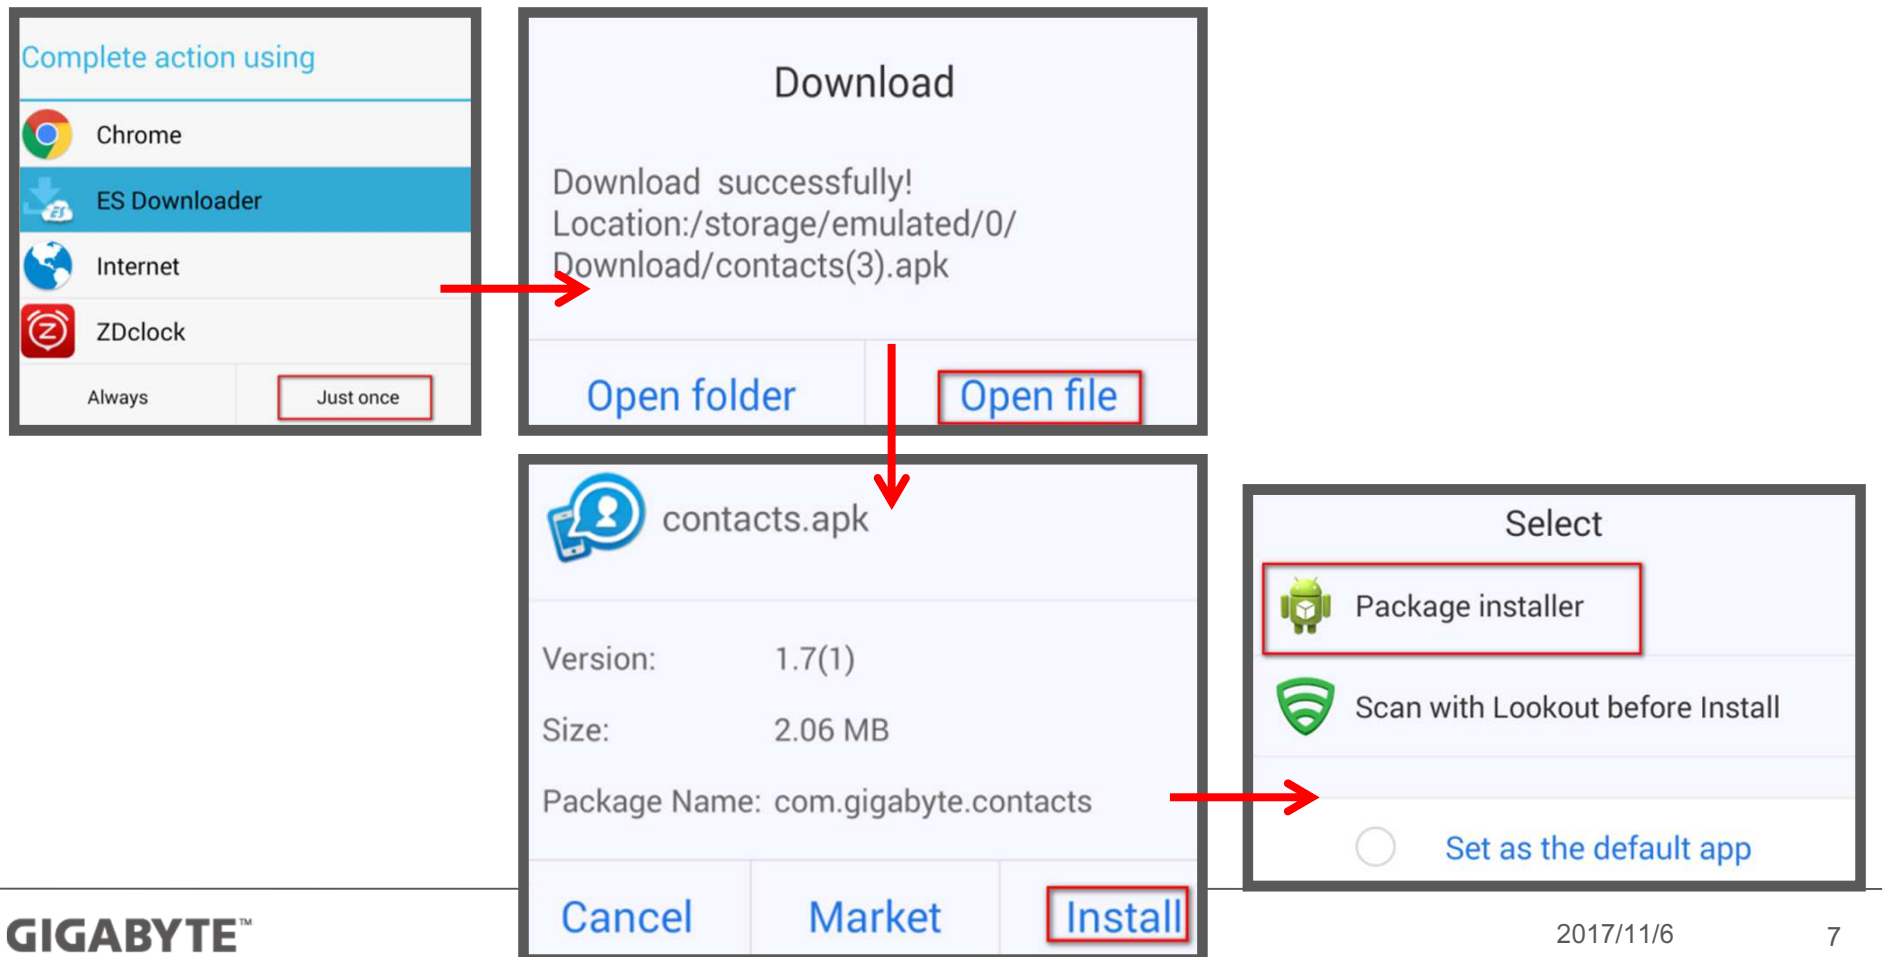 Complete action using
Chrome
ES Downloader
Internet
ZDclock
Always
Just once
Download
Download successfully!
Location:/storage/emulated/0/
Download/contacts(3).apk
Open folder
Open file
contacts.apk
Version: 1.7(1)
Size: 2.06 MB
Package Name: com.gigabyte.contacts
Cancel
Market
Install
Select
Package installer
Scan with Lookout before Install
Set as the default app
GIGABYTE™
2017/11/6
7